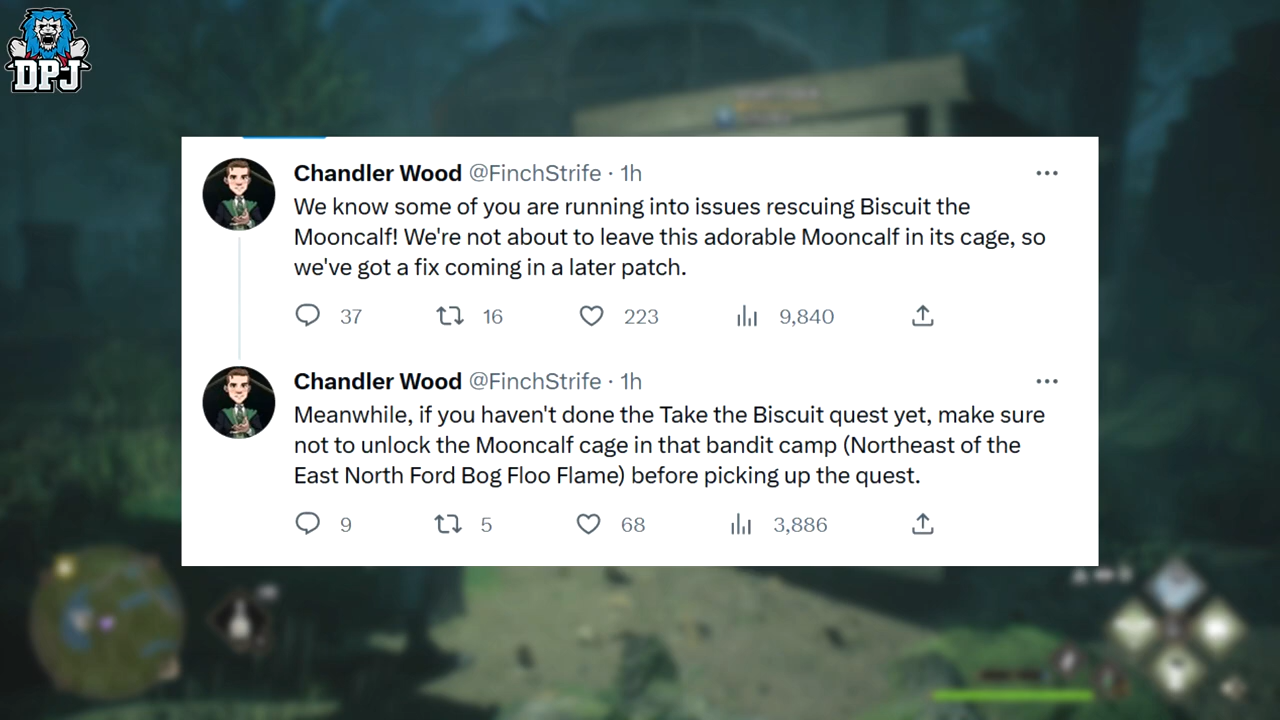 DPJ
Chandler Wood @FinchStrife · 1h
We know some of you are running into issues rescuing Biscuit the
Mooncalf! We're not about to leave this adorable Mooncalf in its cage, so
we've got a fix coming in a later patch.
37 16 223 9,840
Chandler Wood @FinchStrife · 1h
Meanwhile, if you haven't done the Take the Biscuit quest yet, make sure
not to unlock the Mooncalf cage in that bandit camp (Northeast of the
East North Ford Bog Floo Flame) before picking up the quest.
9 5 68 3,886